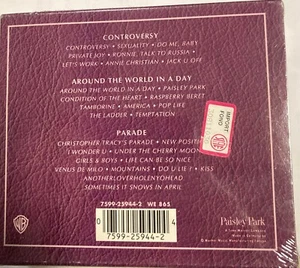 CONTROVERSY
CONTROVERSY • SEXUALITY • DO ME, BABY
PRIVATE JOY • RONNIE, TALK TO RUSSIA •
LET'S WORK • ANNIE CHRISTIAN • JACK U OFF
AROUND THE WORLD IN A DAY
AROUND THE WORLD IN A DAY • PAISLEY PARK
CONDITION OF THE HEART • RASPBERRY BERET
TAMBORINE • AMERICA • POP LIFE
THE LADDER • TEMPTATION
IMPORT
FONO
PARADE
CHRISTOPHER TRACY'S PARADE • NEW POSITION
I WONDER U • UNDER THE CHERRY MOON
GIRLS & BOYS • LIFE CAN BE SO NICE
VENUS DE MILO • MOUNTAINS • DO U LIE? • KISS
ANOTHERLOVERHOLENYOHEAD
SOMETIMES IT SNOWS IN APRIL
7599-25944-2 WE 865
0 7599-25944-2 4
Paisley Park